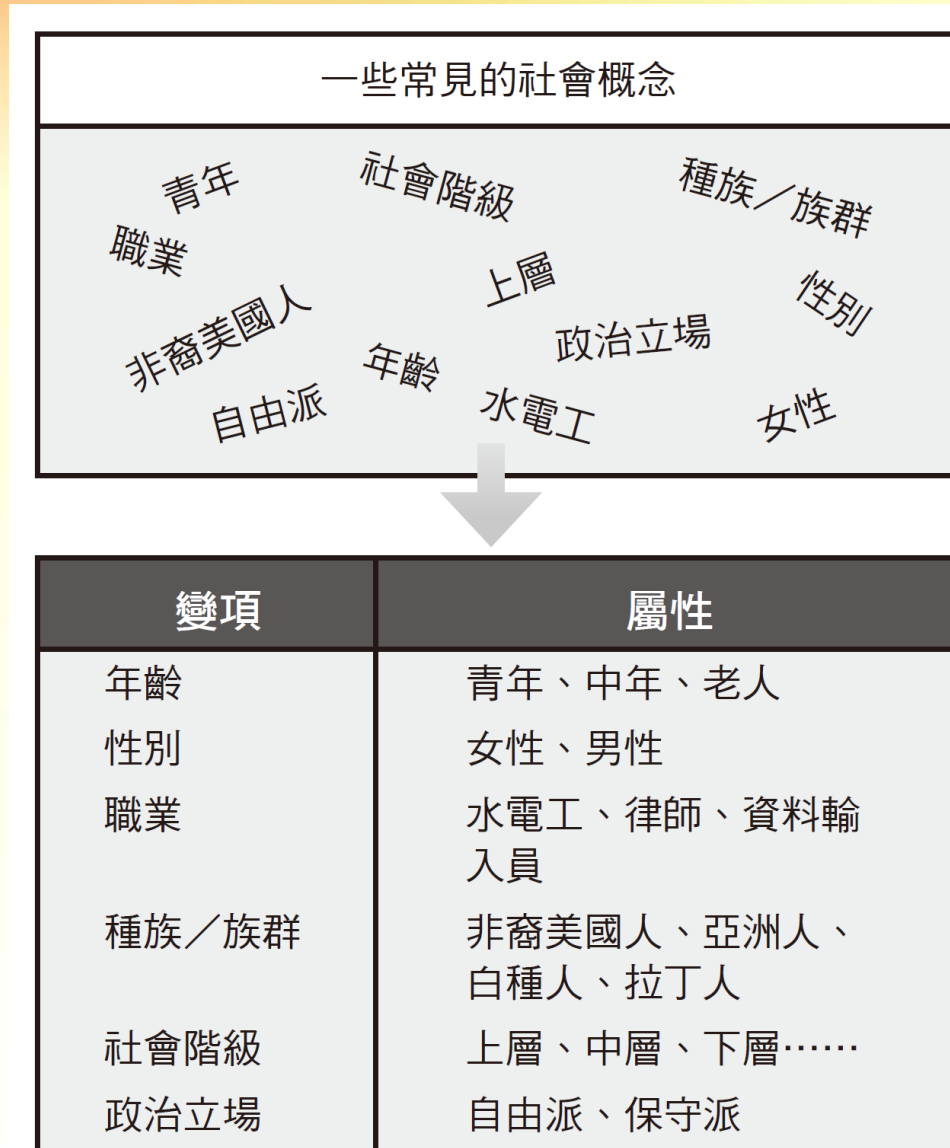 一些常見的社會概念
青年
社會階級
種族／族群
職業
上層
性別
非裔美國人
政治立場
年齡
自由派
水電工
女性
變項 屬性
年齡 青年、中年、老人
性別 女性、男性
職業 水電工、律師、資料輸
入員
種族／族群 非裔美國人、亞洲人、
白種人、拉丁人
社會階級 上層、中層、下層……
政治立場 自由派、保守派